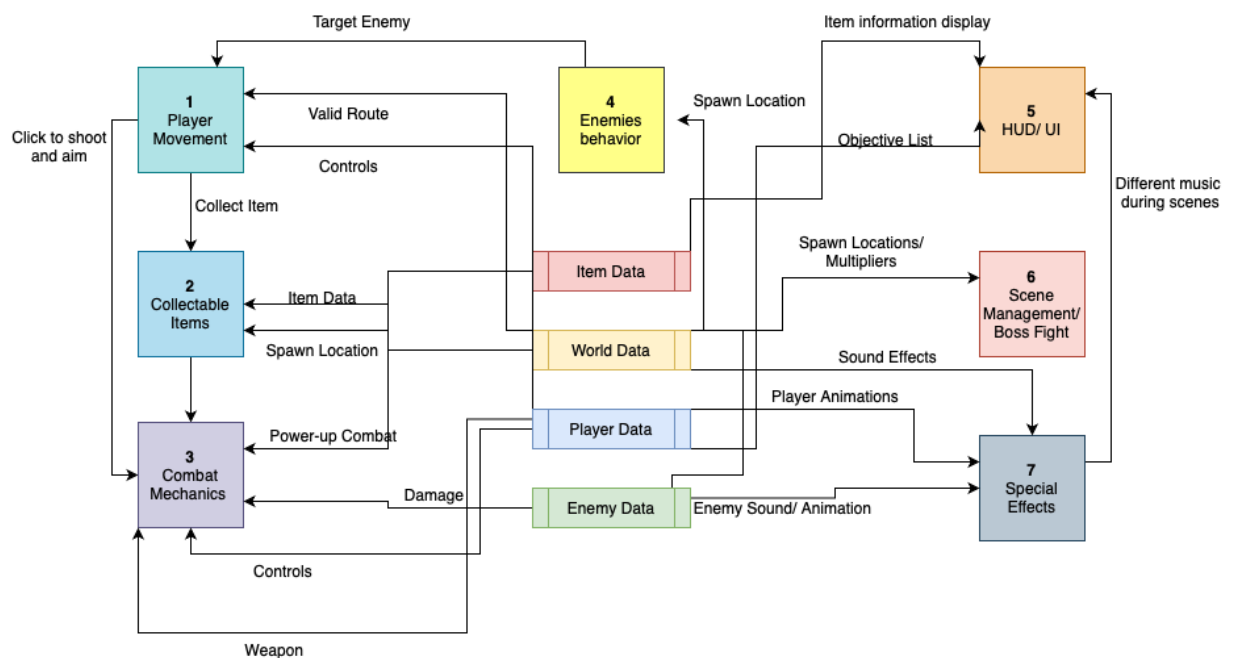 Target Enemy
Item information display
1
Player
Movement
Valid Route
4
Enemies
behavior
Spawn Location
5
HUD/ UI
Click to shoot
and aim
Objective List
Controls
Different music
during scenes
Collect Item
Spawn Locations/
Multipliers
Item Data
2
Collectable
Items
Item Data
6
Scene
Management/
Boss Fight
Spawn Location
World Data
Sound Effects
Player Animations
Power-up Combat
Player Data
3
Combat
Mechanics
Damage
Enemy Data
Enemy Sound/ Animation
7
Special
Effects
Controls
Weapon